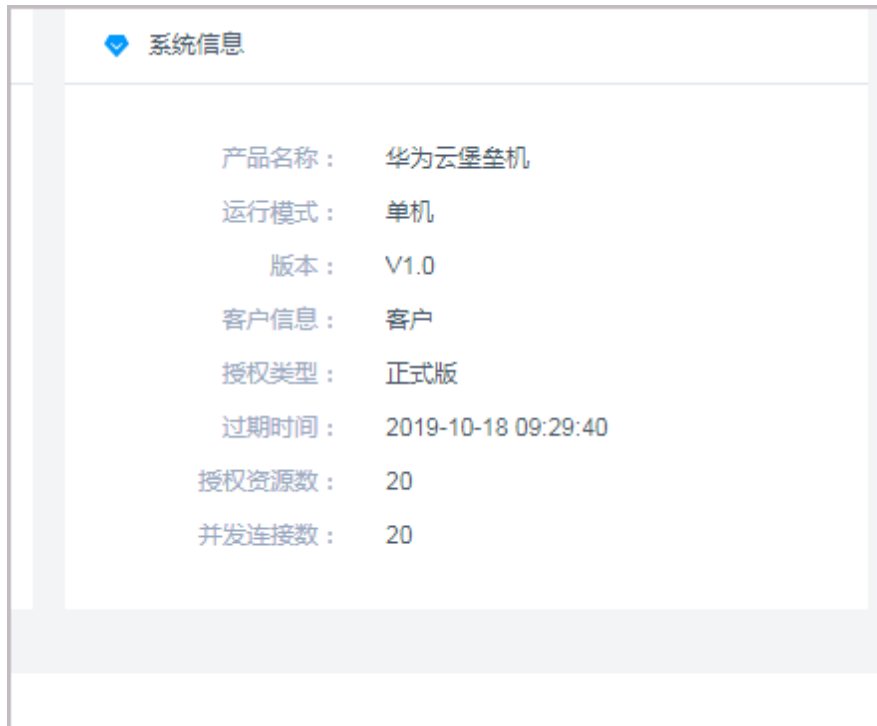 系统信息
产品名称： 华为云堡垒机
运行模式： 单机
版本： V1.0
客户信息： 客户
授权类型： 正式版
过期时间： 2019-10-18 09:29:40
授权资源数： 20
并发连接数： 20